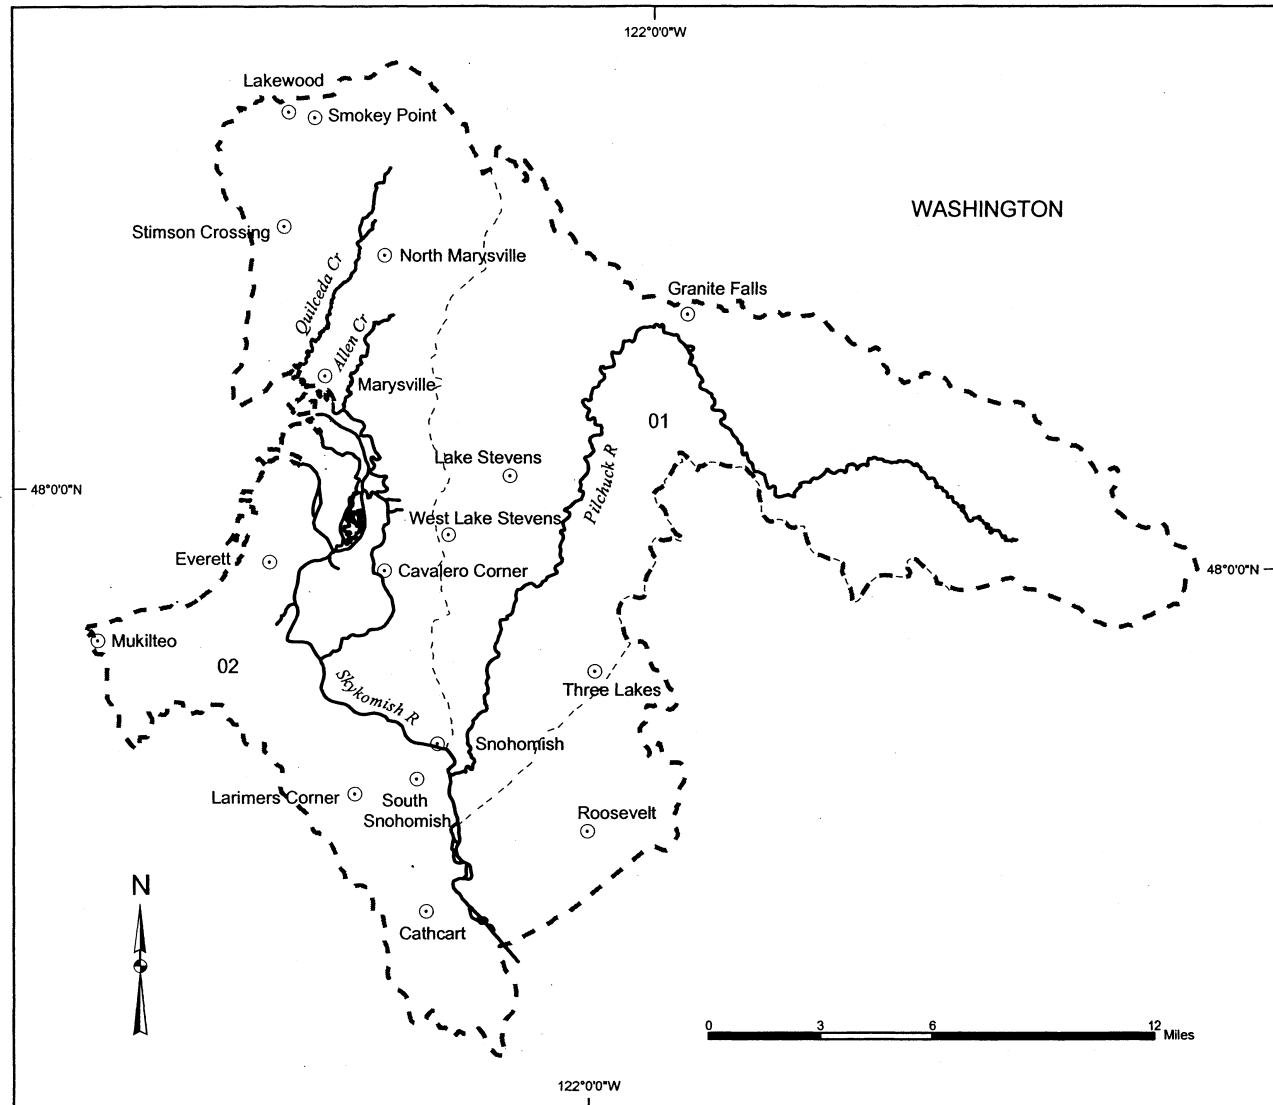 122°0'0"W
Lakewood
Smokey Point
WASHINGTON
Stimson Crossing
North Marysville
Quilceda Cr
Granite Falls
Allen Cr
Marysville
01
Lake Stevens
Pilchuck R
48°0'0"N
West Lake Stevens
Everett
Cavalero Corner
48°0'0"N
Mukilteo
02
Skykomish R
Three Lakes
Snohomish
Larimers Corner
South
Snohomish
Roosevelt
N
Cathcart
0 3 6 12
Miles
122°0'0"W